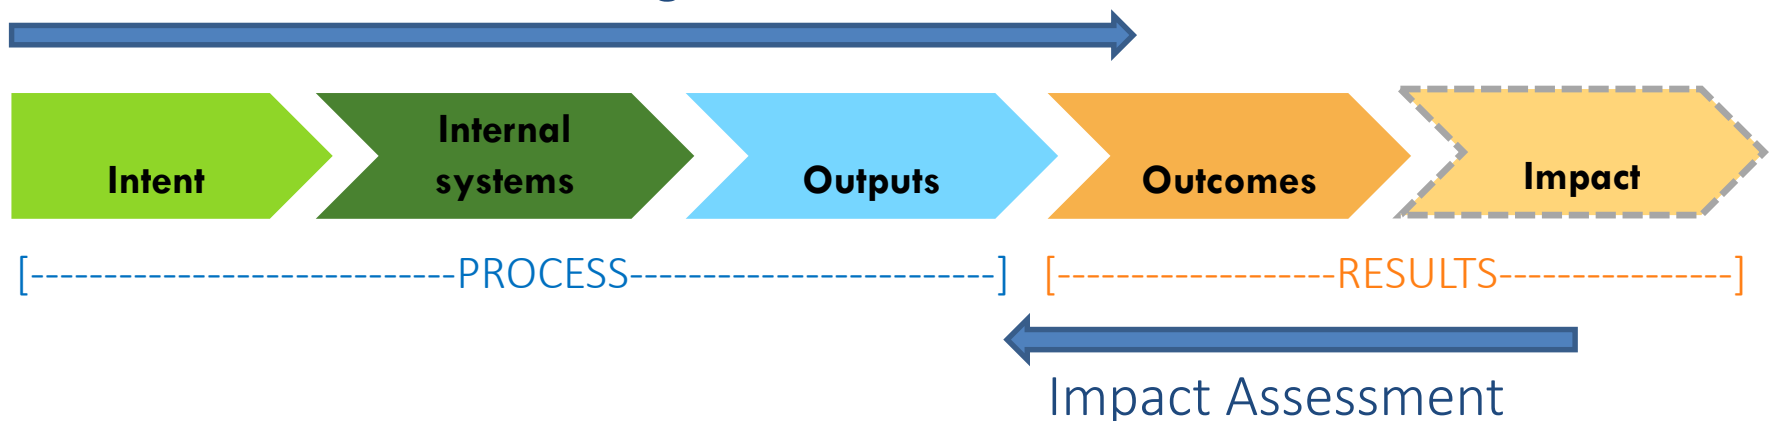 Intent
Internal
systems
Outputs
Outcomes
Impact
[-----------------------------PROCESS-------------------------] [-------------------RESULTS----------------]
Impact Assessment